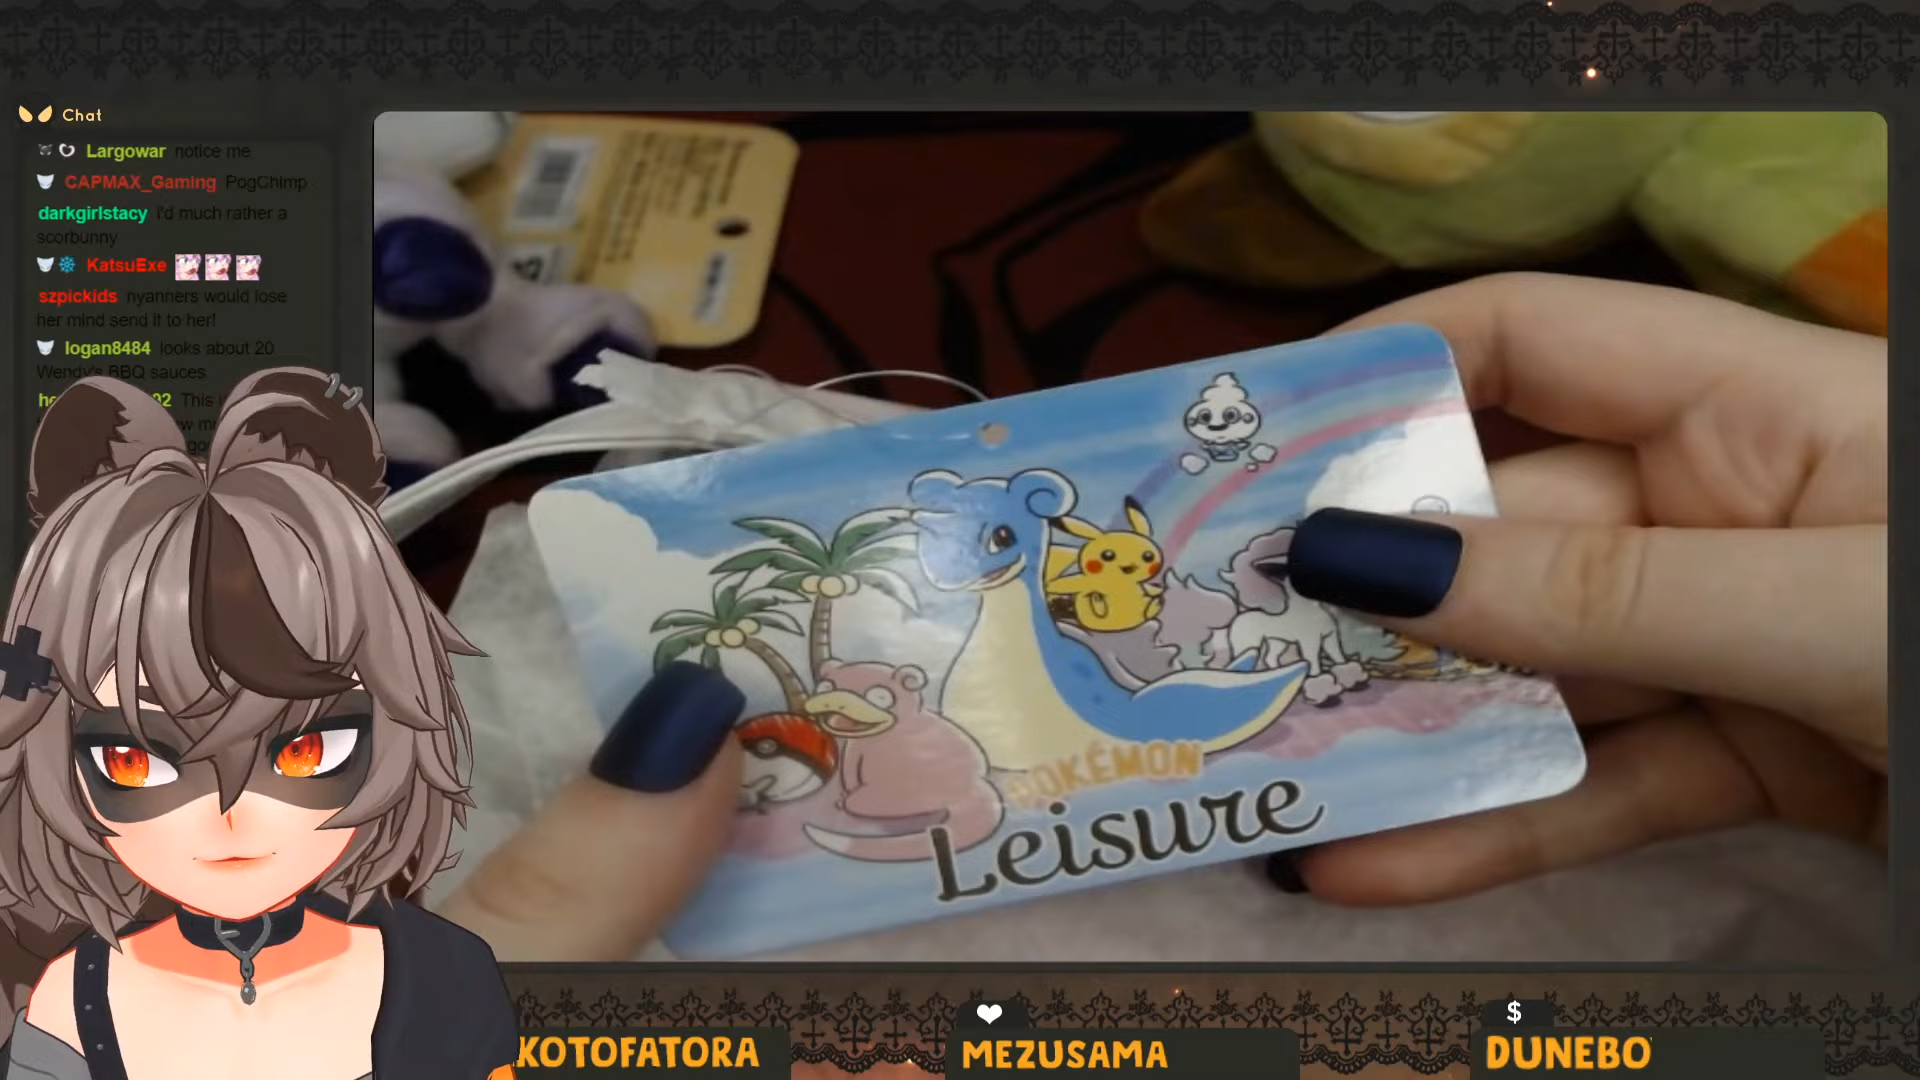 Chat
Largowar notice me
CAPMAX_Gaming PogChimp
darkgirlstacy I'd much rather a
scorbunny
KatsuExe
szpickids nyanners would lose
her mind send it to her!
logan8484 looks about 20
Wendy's BBQ sauces
This
POKÉMON
Leisure
$
KOTOFATORA
MEZUSAMA
DUNEBO